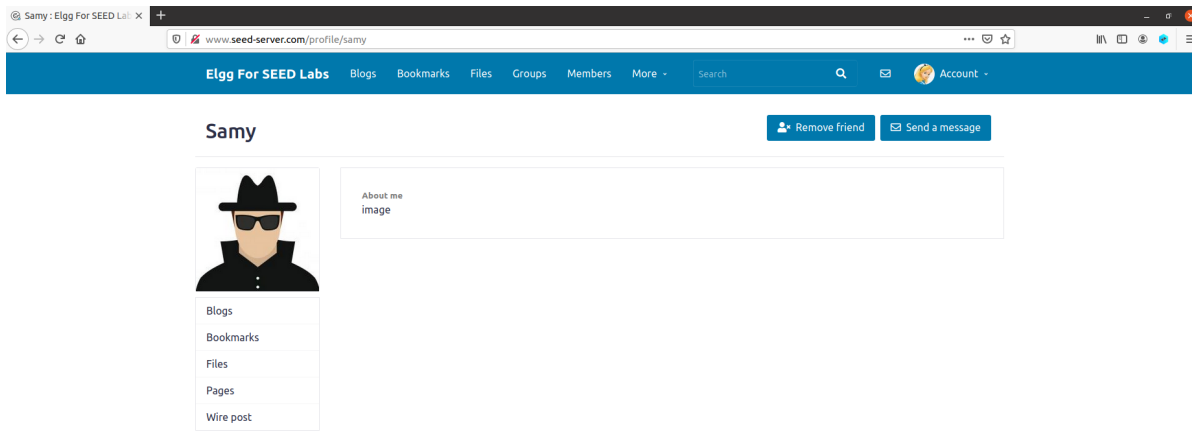 Samy : Elgg For SEED Lab
www.seed-server.com/profile/samy
Elgg For SEED Labs Blogs Bookmarks Files Groups Members More Search Account
Samy Remove friend Send a message
About me
image
Blogs
Bookmarks
Files
Pages
Wire post